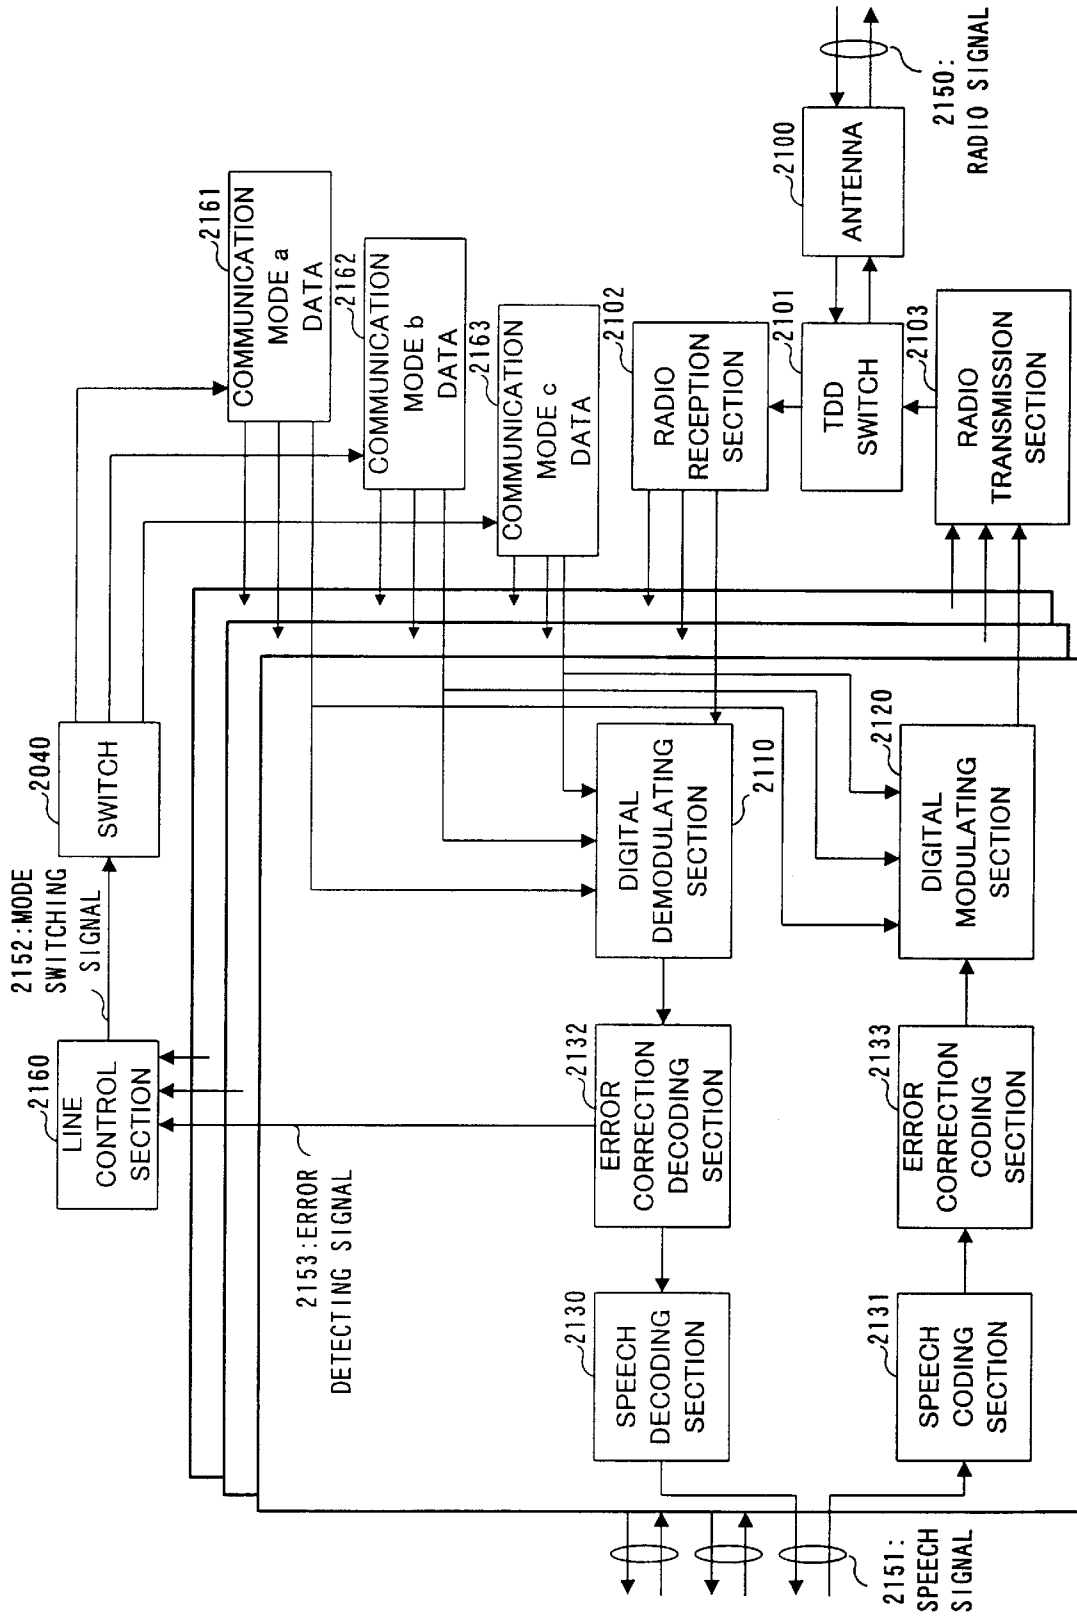 2152:MODE
SWITCHING
SIGNAL
2160
LINE
CONTROL
SECTION
2040
SWITCH
2161
COMMUNICATION
MODE a
DATA
2162
COMMUNICATION
MODE b
DATA
2163
COMMUNICATION
MODE c
DATA
2153:ERROR
DETECTING SIGNAL
2130
SPEECH
DECODING
SECTION
2132
ERROR
CORRECTION
DECODING
SECTION
DIGITAL
DEMODULATING
SECTION
2110
2102
RADIO
RECEPTION
SECTION
2101
TDD
SWITCH
2100
ANTENNA
2150:
RADIO SIGNAL
2151:
SPEECH
SIGNAL
2131
SPEECH
CODING
SECTION
2133
ERROR
CORRECTION
CODING
SECTION
2120
DIGITAL
MODULATING
SECTION
2103
RADIO
TRANSMISSION
SECTION